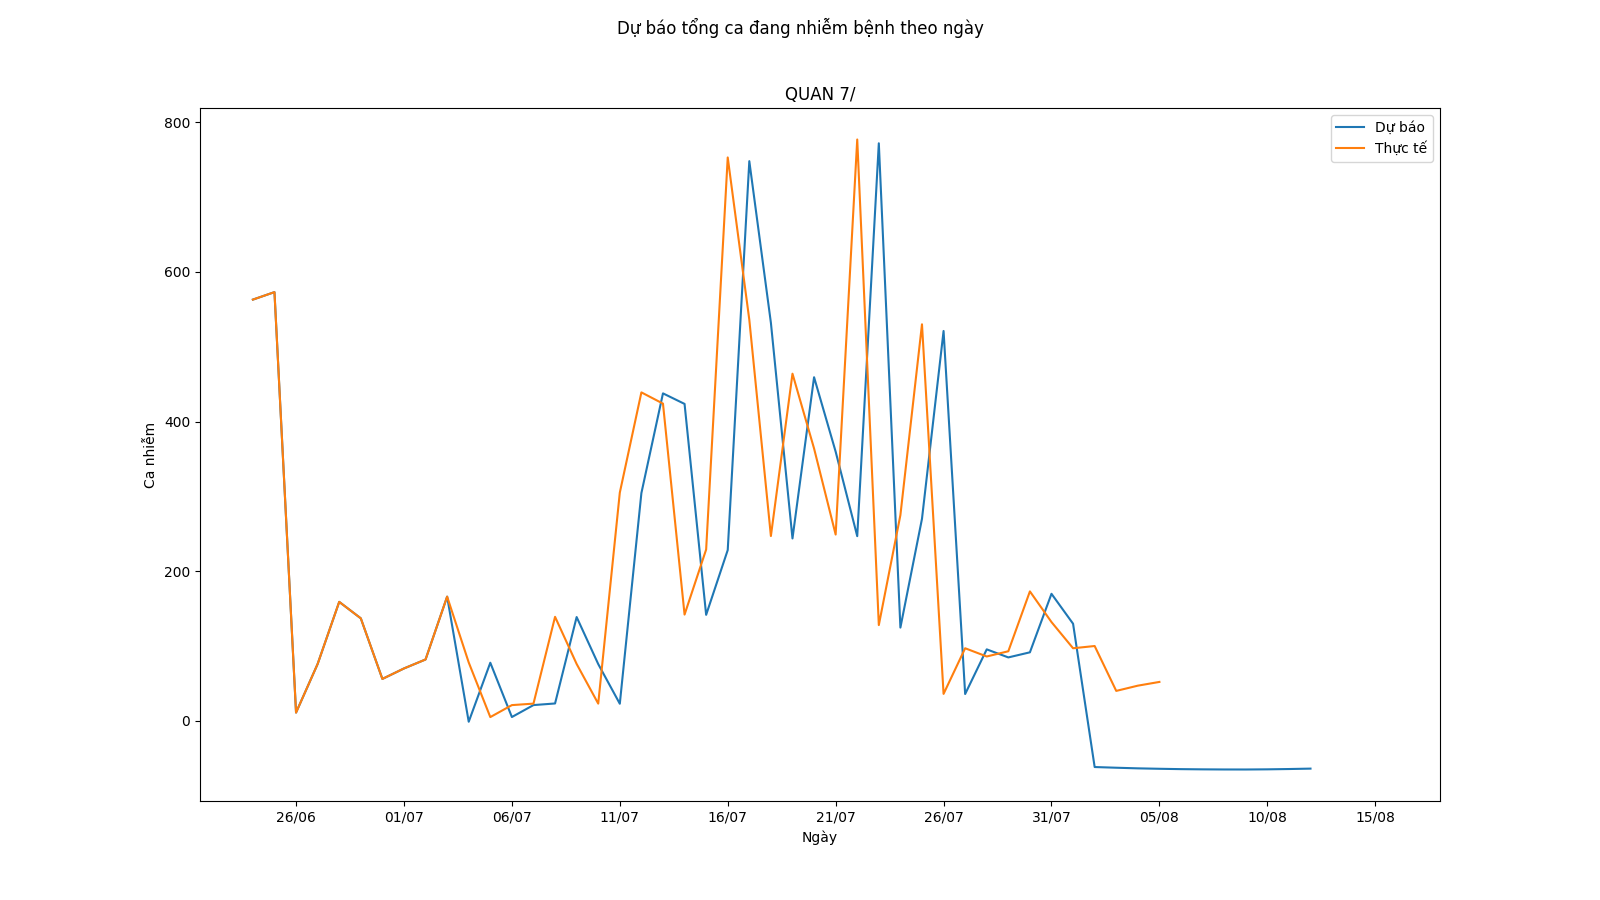 Dự báo tổng ca đang nhiễm bệnh theo ngày
QUAN 7/
Dự báo
Thực tế
800
600
400
200
0
Ca nhiễm
26/06
01/07
06/07
11/07
16/07
21/07
26/07
31/07
05/08
10/08
15/08
Ngày